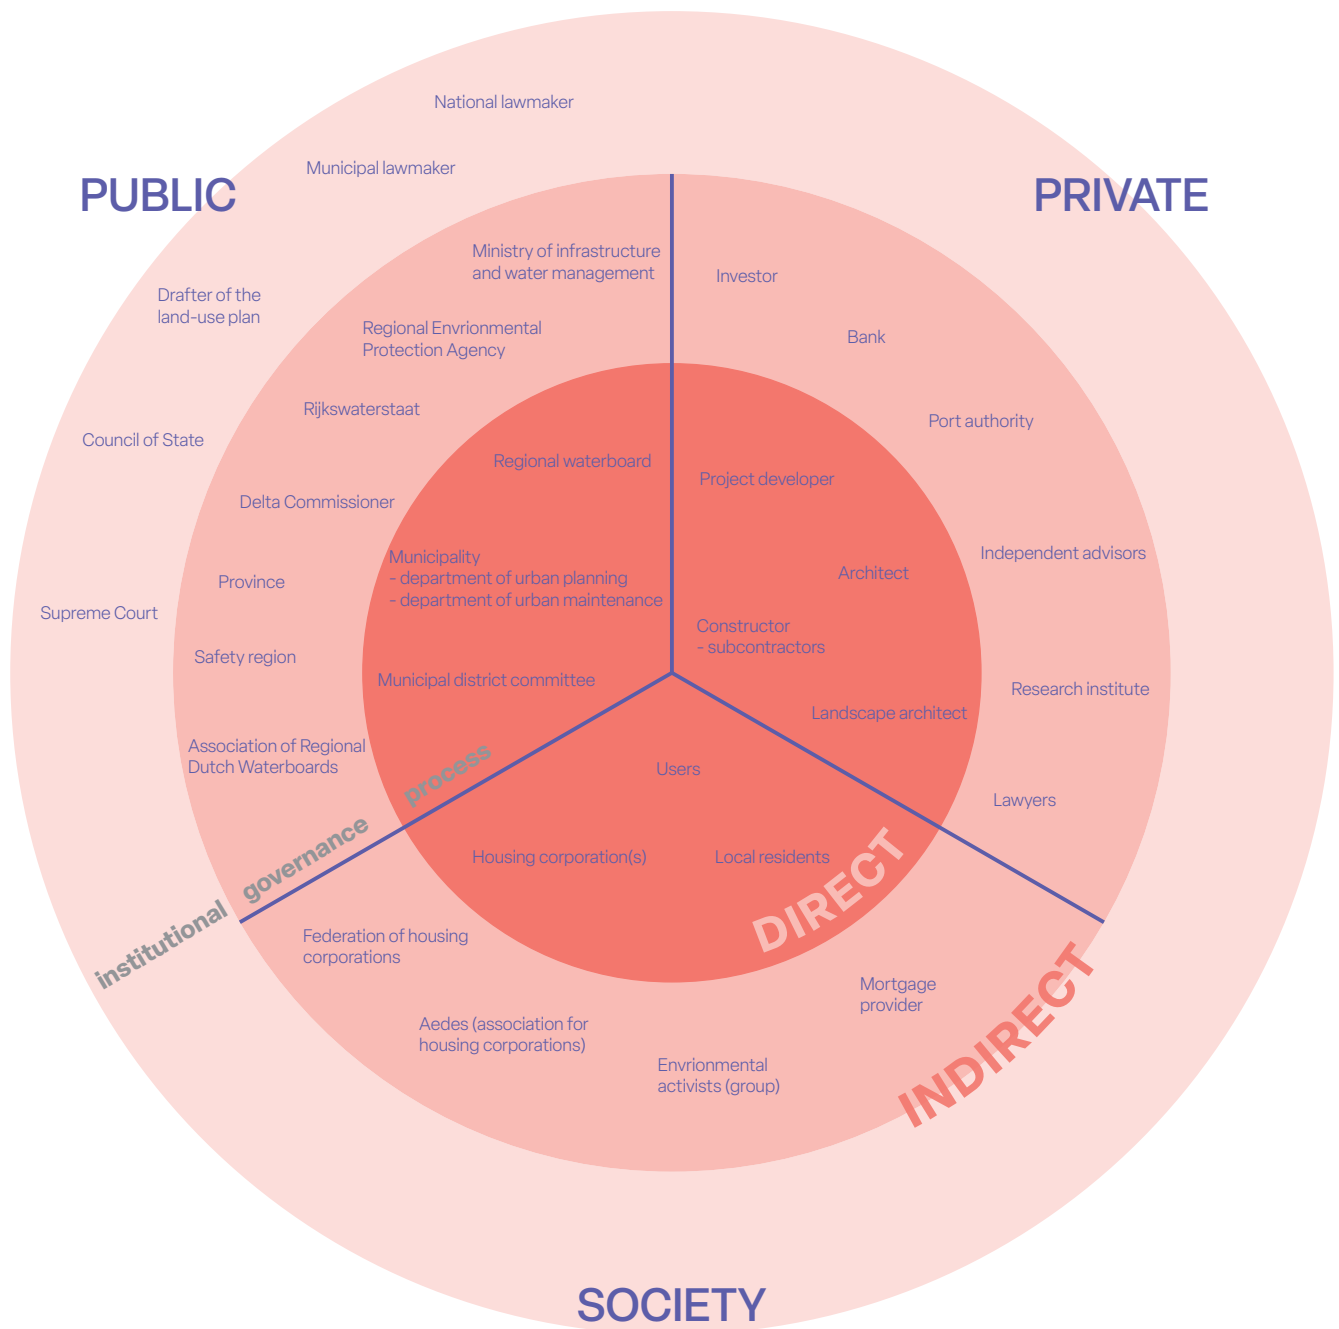 National lawmaker
Municipal lawmaker
PUBLIC
PRIVATE
Ministry of infrastructure
and water management
Investor
Drafter of the
land-use plan
Regional Envrionmental
Protection Agency
Bank
Rijkswaterstaat
Port authority
Council of State
Regional waterboard
Project developer
Delta Commissioner
Municipality
- department of urban planning
- department of urban maintenance
Independent advisors
Architect
Province
Supreme Court
Constructor
- subcontractors
Safety region
Municipal district committee
Research institute
Landscape architect
Association of Regional
Dutch Waterboards
process
Users
Lawyers
governance
Housing corporation(s)
Local residents
DIRECT
institutional
Federation of housing
corporations
Mortgage
provider
INDIRECT
Aedes (association for
housing corporations)
Envrionmental
activists (group)
SOCIETY